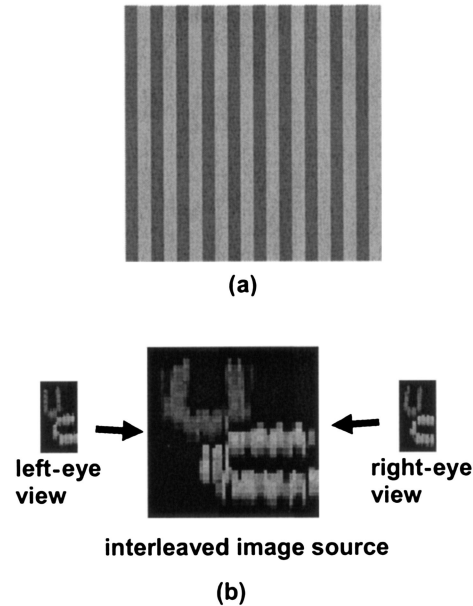 (a)
left-eye
view
right-eye
view
interleaved image source
(b)